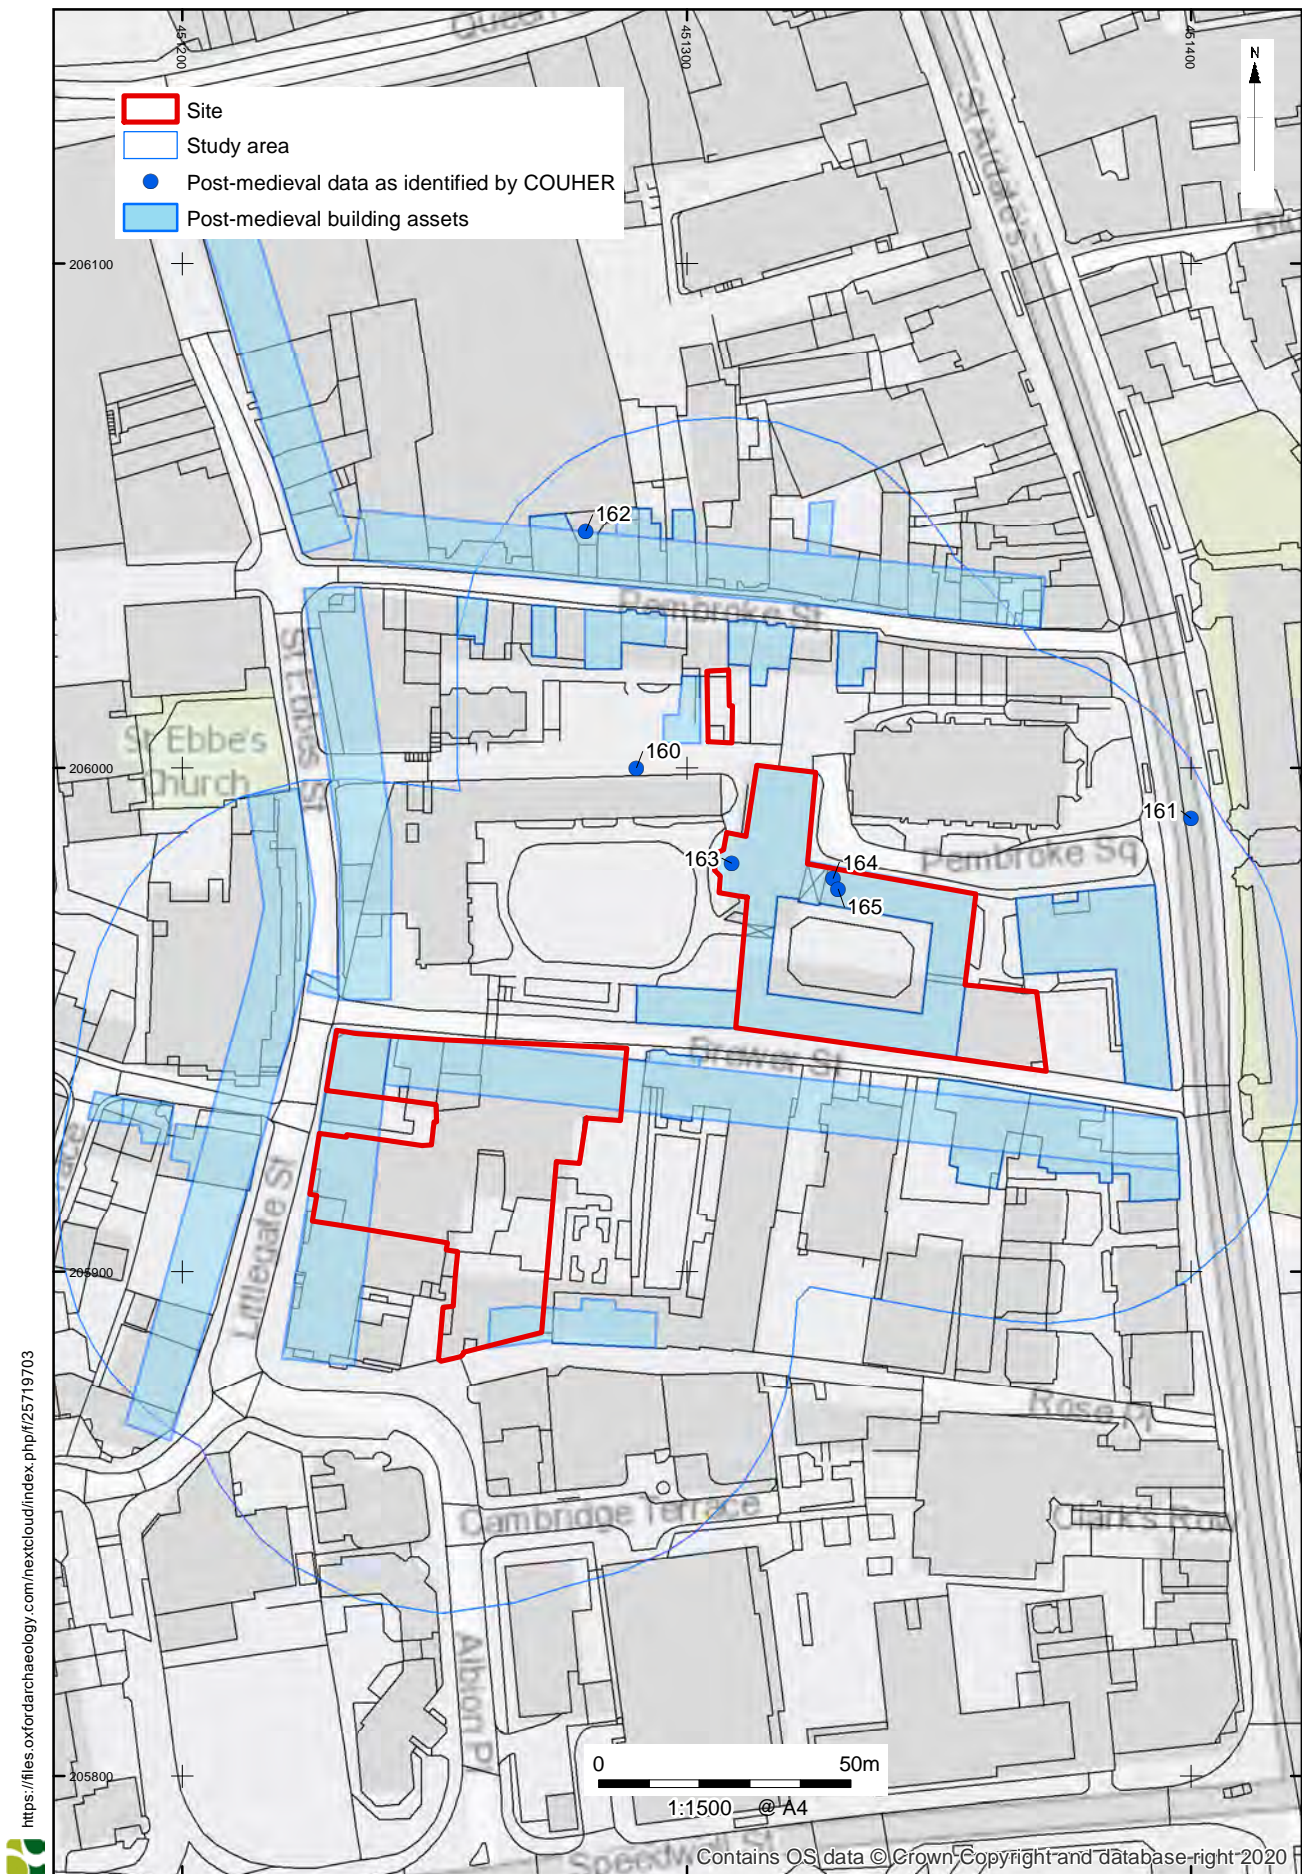 451200
451300
451400
N
Site
Study area
Post-medieval data as identified by COUHER
Post-medieval building assets
St Aldate's
206100
162
Pembroke St
St Ebbe's
Church
St Ebbes St
160
206000
161
163
164
Pembroke Sq
165
Brewer St
Littlegate St
205900
Rose Pl
Cambridge Terrace
Clark's Row
Albion Pl
0 50m
1:1500 @ A4
205800
Speedwell St
Contains OS data © Crown Copyright and database right 2020
https://files.oxfordarchaeology.com/nextcloud/index.php/f/25719703